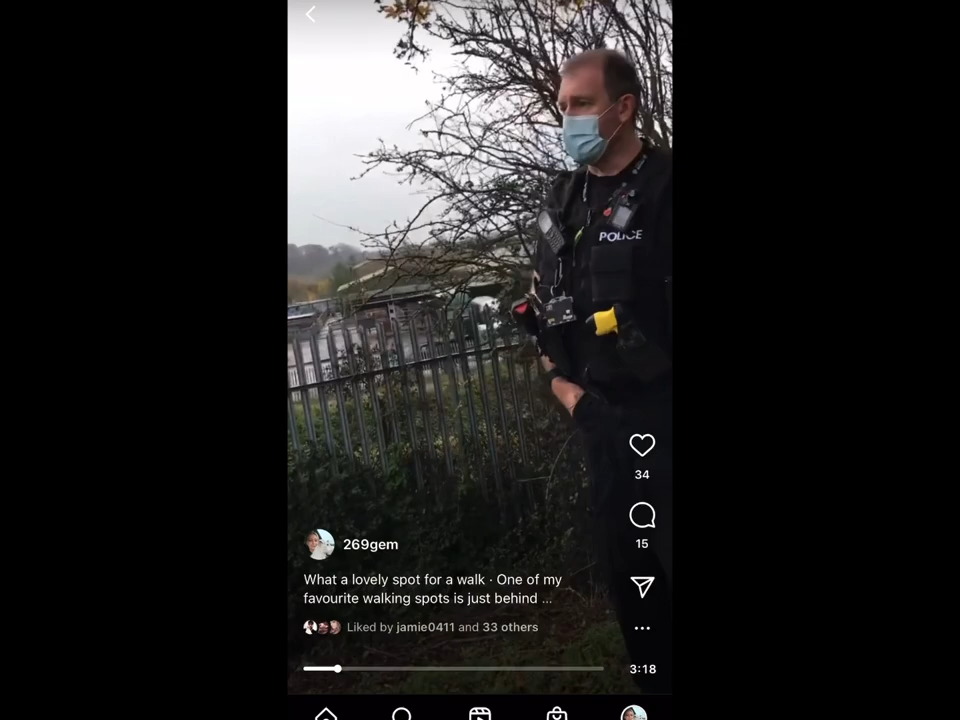 POLICE
34
15
269gem
What a lovely spot for a walk · One of my
favourite walking spots is just behind ...
Liked by jamie0411 and 33 others
3:18